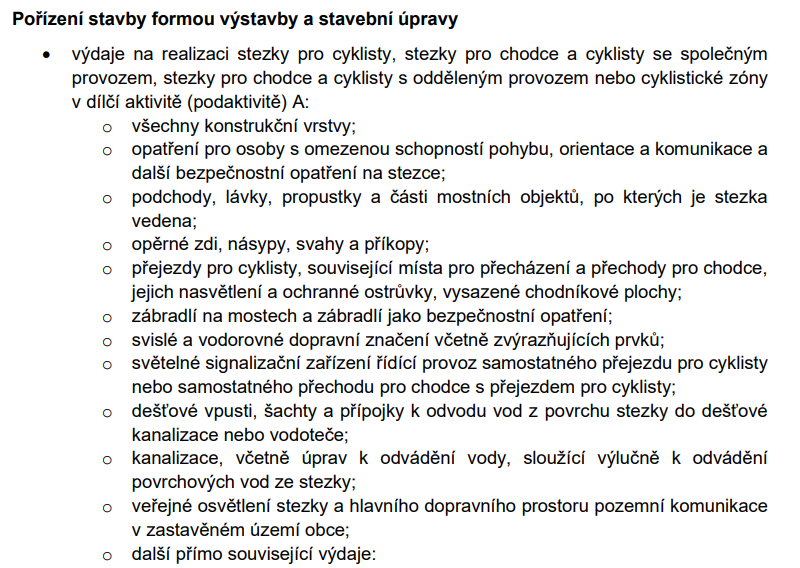 Pořízení stavby formou výstavby a stavební úpravy
• výdaje na realizaci stezky pro cyklisty, stezky pro chodce a cyklisty se společným
provozem, stezky pro chodce a cyklisty s odděleným provozem nebo cyklistické zóny
v dílčí aktivitě (podaktivitě) A:
o všechny konstrukční vrstvy;
o opatření pro osoby s omezenou schopností pohybu, orientace a komunikace a
další bezpečnostní opatření na stezce;
o podchody, lávky, propustky a části mostních objektů, po kterých je stezka
vedena;
o opěrné zdi, násypy, svahy a příkopy;
o přejezdy pro cyklisty, související místa pro přecházení a přechody pro chodce,
jejich nasvětlení a ochranné ostrůvky, vysazené chodníkové plochy;
o zábradlí na mostech a zábradlí jako bezpečnostní opatření;
o svislé a vodorovné dopravní značení včetně zvýrazňujících prvků;
o světelné signalizační zařízení řídící provoz samostatného přejezdu pro cyklisty
nebo samostatného přechodu pro chodce s přejezdem pro cyklisty;
o dešťové vpusti, šachty a přípojky k odvodu vod z povrchu stezky do dešťové
kanalizace nebo vodoteče;
o kanalizace, včetně úprav k odvádění vody, sloužící výlučně k odvádění
povrchových vod ze stezky;
o veřejné osvětlení stezky a hlavního dopravního prostoru pozemní komunikace
v zastavěném území obce;
o další přímo související výdaje: